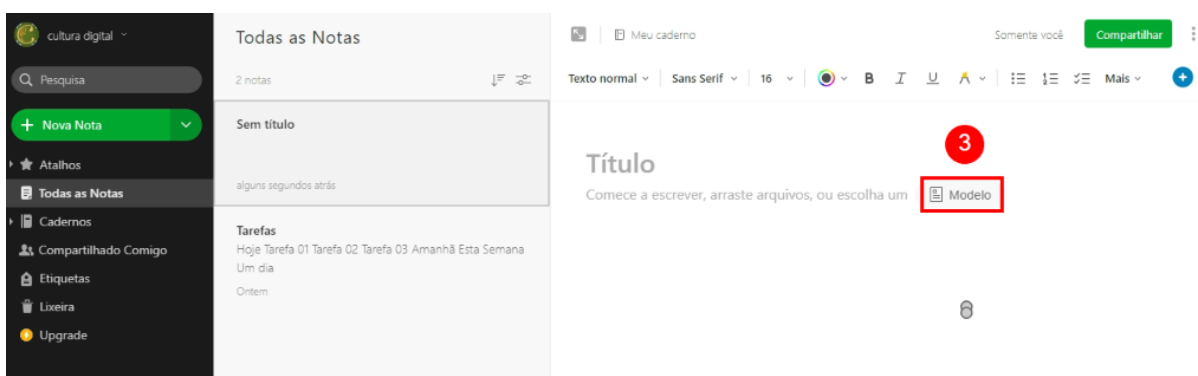 cultura digital
Pesquisa
Nova Nota
Atalhos
Todas as Notas
Cadernos
Compartilhado Comigo
Etiquetas
Lixeira
Upgrade
Todas as Notas
2 notas
Sem título
alguns segundos atrás
Tarefas
Hoje Tarefa 01 Tarefa 02 Tarefa 03 Amanhã Esta Semana
Um dia
Ontem
Meu caderno
Somente você
Compartilhar
Texto normal Sans Serif 16 B I U A Mais
3
Título
Comece a escrever, arraste arquivos, ou escolha um Modelo